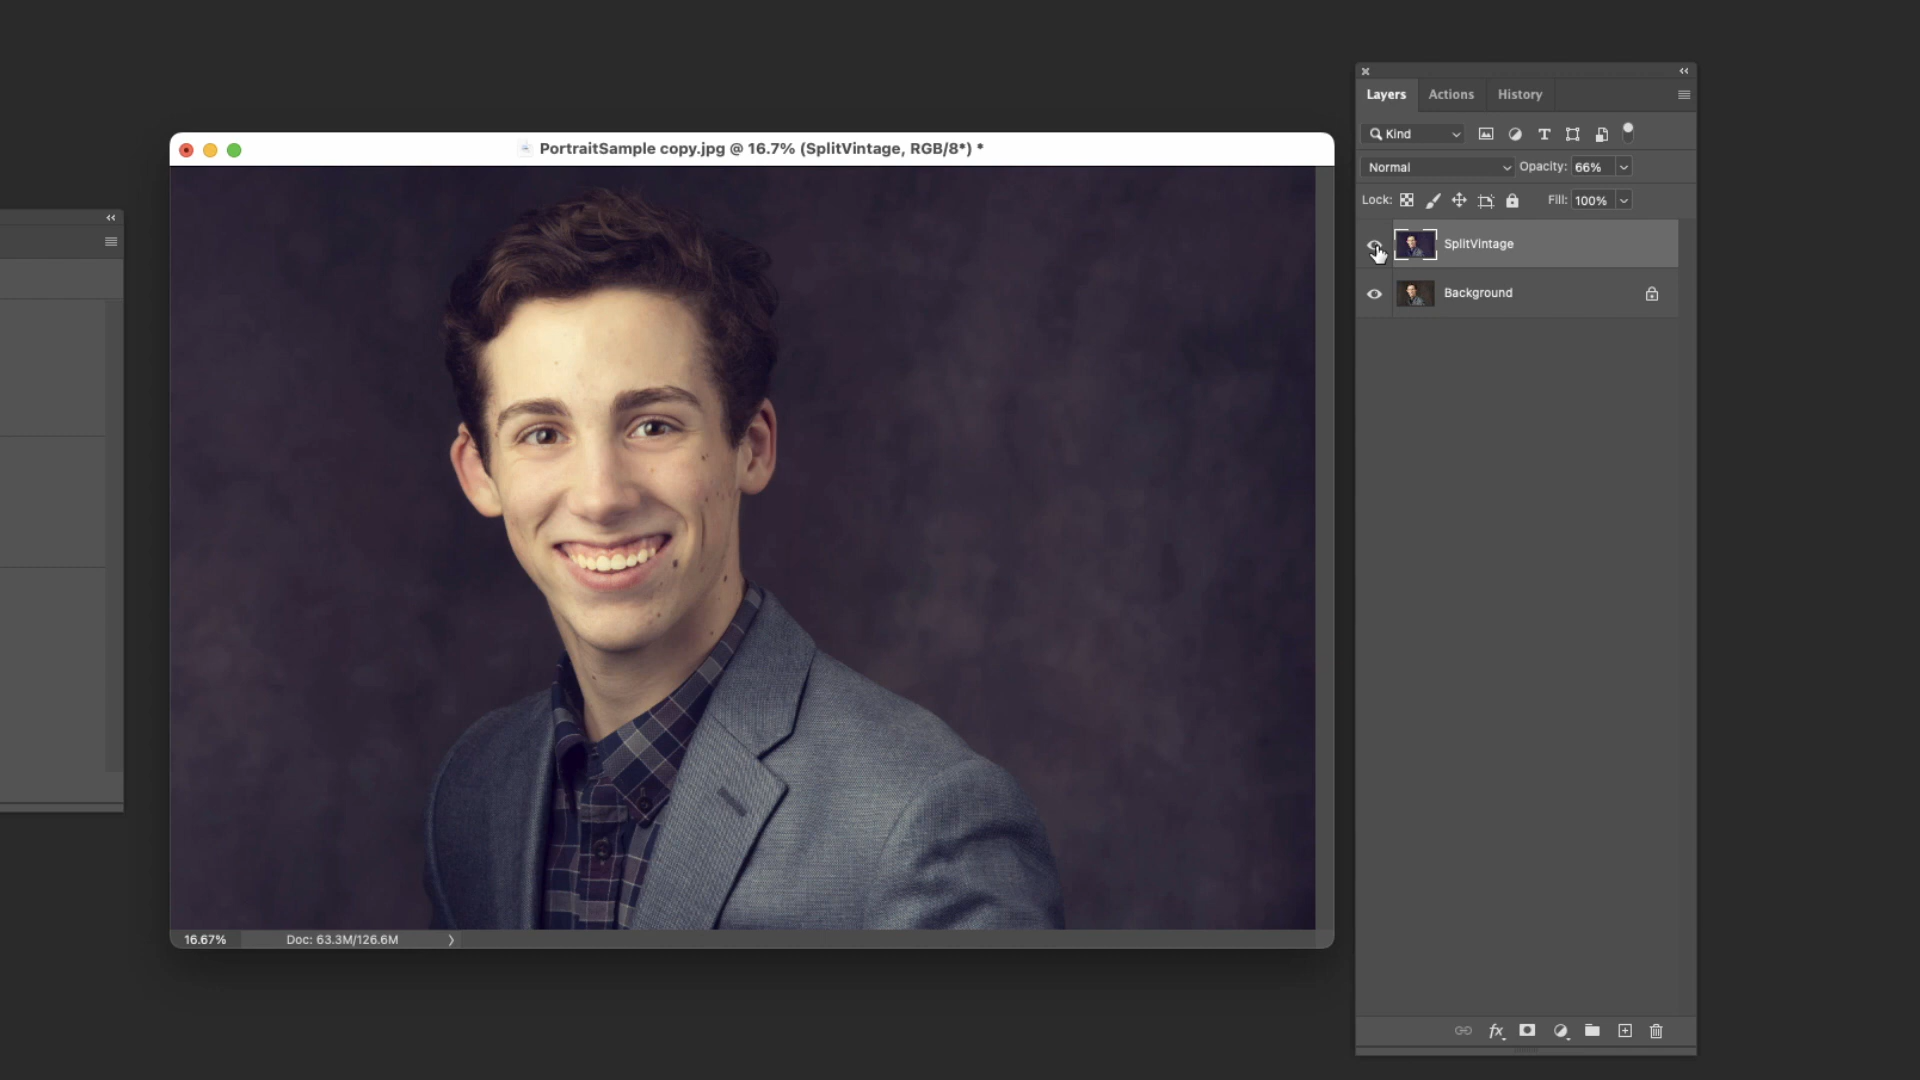 PortraitSample copy.jpg @ 16.7% (SplitVintage, RGB/8*) *
16.67%
Doc: 63.3M/126.6M
Layers Actions History
Kind
Normal Opacity: 66%
Lock: Fill: 100%
SplitVintage
Background
fx